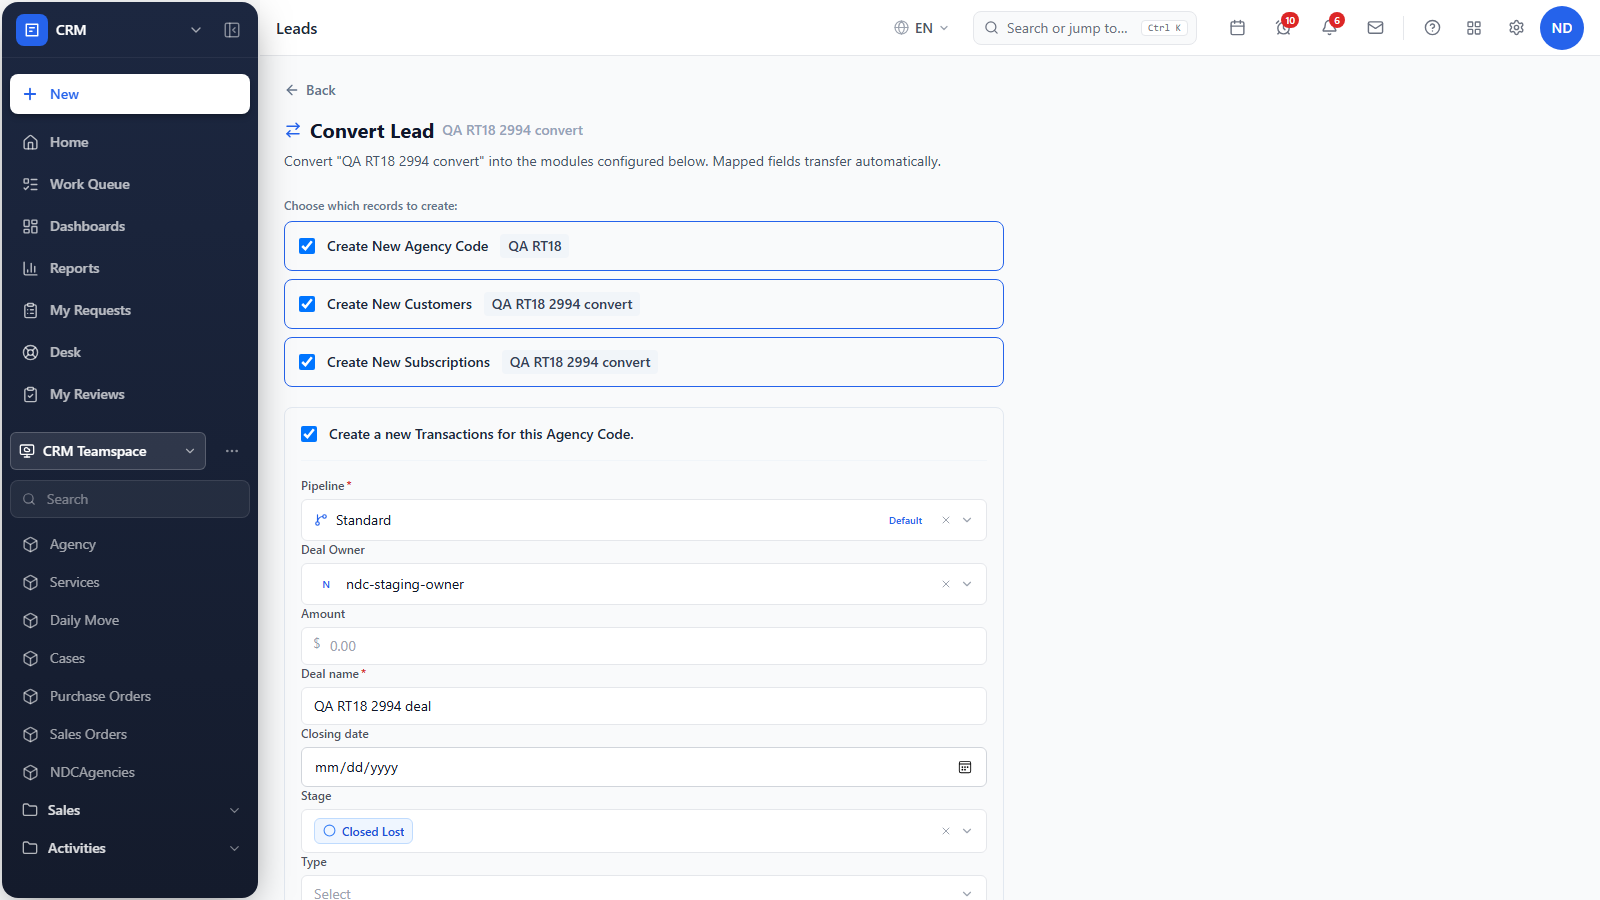 CRM
Leads
EN
Search or jump to...
Ctrl K
10
6
ND
New
Home
Work Queue
Dashboards
Reports
My Requests
Desk
My Reviews
CRM Teamspace
Search
Agency
Services
Daily Move
Cases
Purchase Orders
Sales Orders
NDCAgencies
Sales
Activities
Back
Convert Lead QA RT18 2994 convert
Convert "QA RT18 2994 convert" into the modules configured below. Mapped fields transfer automatically.
Choose which records to create:
Create New Agency Code QA RT18
Create New Customers QA RT18 2994 convert
Create New Subscriptions QA RT18 2994 convert
Create a new Transactions for this Agency Code.
Pipeline*
Standard Default
Deal Owner
N ndc-staging-owner
Amount
$ 0.00
Deal name*
QA RT18 2994 deal
Closing date
mm/dd/yyyy
Stage
Closed Lost
Type
Select